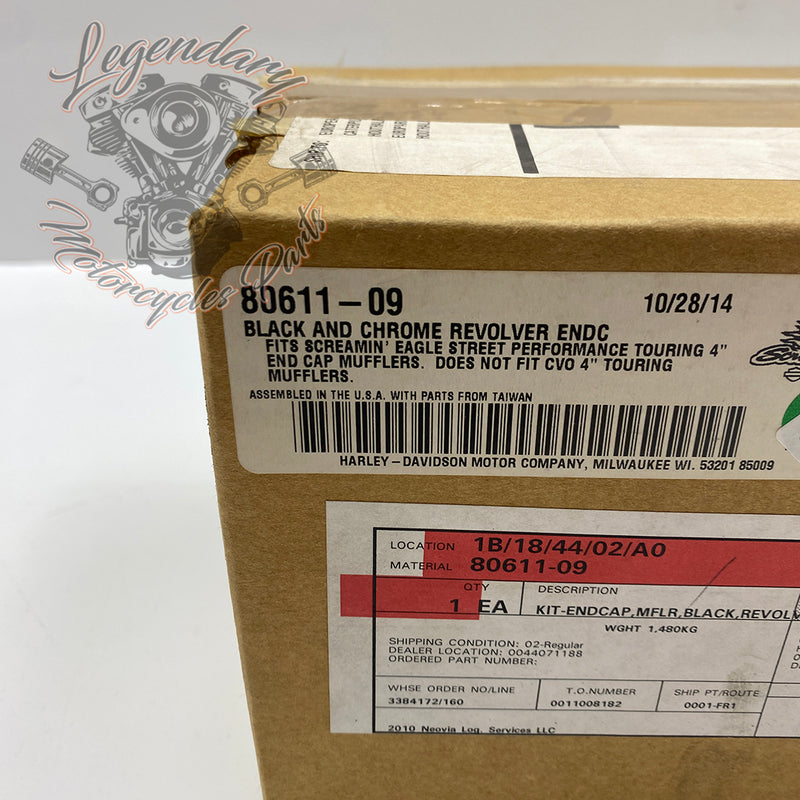 Legendary
Motorcycles Parts
80611-09
10/28/14
BLACK AND CHROME REVOLVER ENDC
FITS SCREAMIN' EAGLE STREET PERFORMANCE TOURING 4"
END CAP MUFFLERS. DOES NOT FIT CVO 4" TOURING
MUFFLERS.
ASSEMBLED IN THE U.S.A. WITH PARTS FROM TAIWAN
HARLEY-DAVIDSON MOTOR COMPANY, MILWAUKEE WI. 53201 85009
LOCATION 1B/18/44/02/A0
MATERIAL 80611-09
QTY DESCRIPTION
1 EA KIT-ENDCAP,MFLR,BLACK,REVOLV
WGHT 1,480KG
SHIPPING CONDITION: 02-Regular
DEALER LOCATION: 0044071188
ORDERED PART NUMBER:
WHSE ORDER NO/LINE T.O.NUMBER SHIP PT/ROUTE
3384172/160 0011008182 0001-FR1
2010 Neovia Log. Services LLC